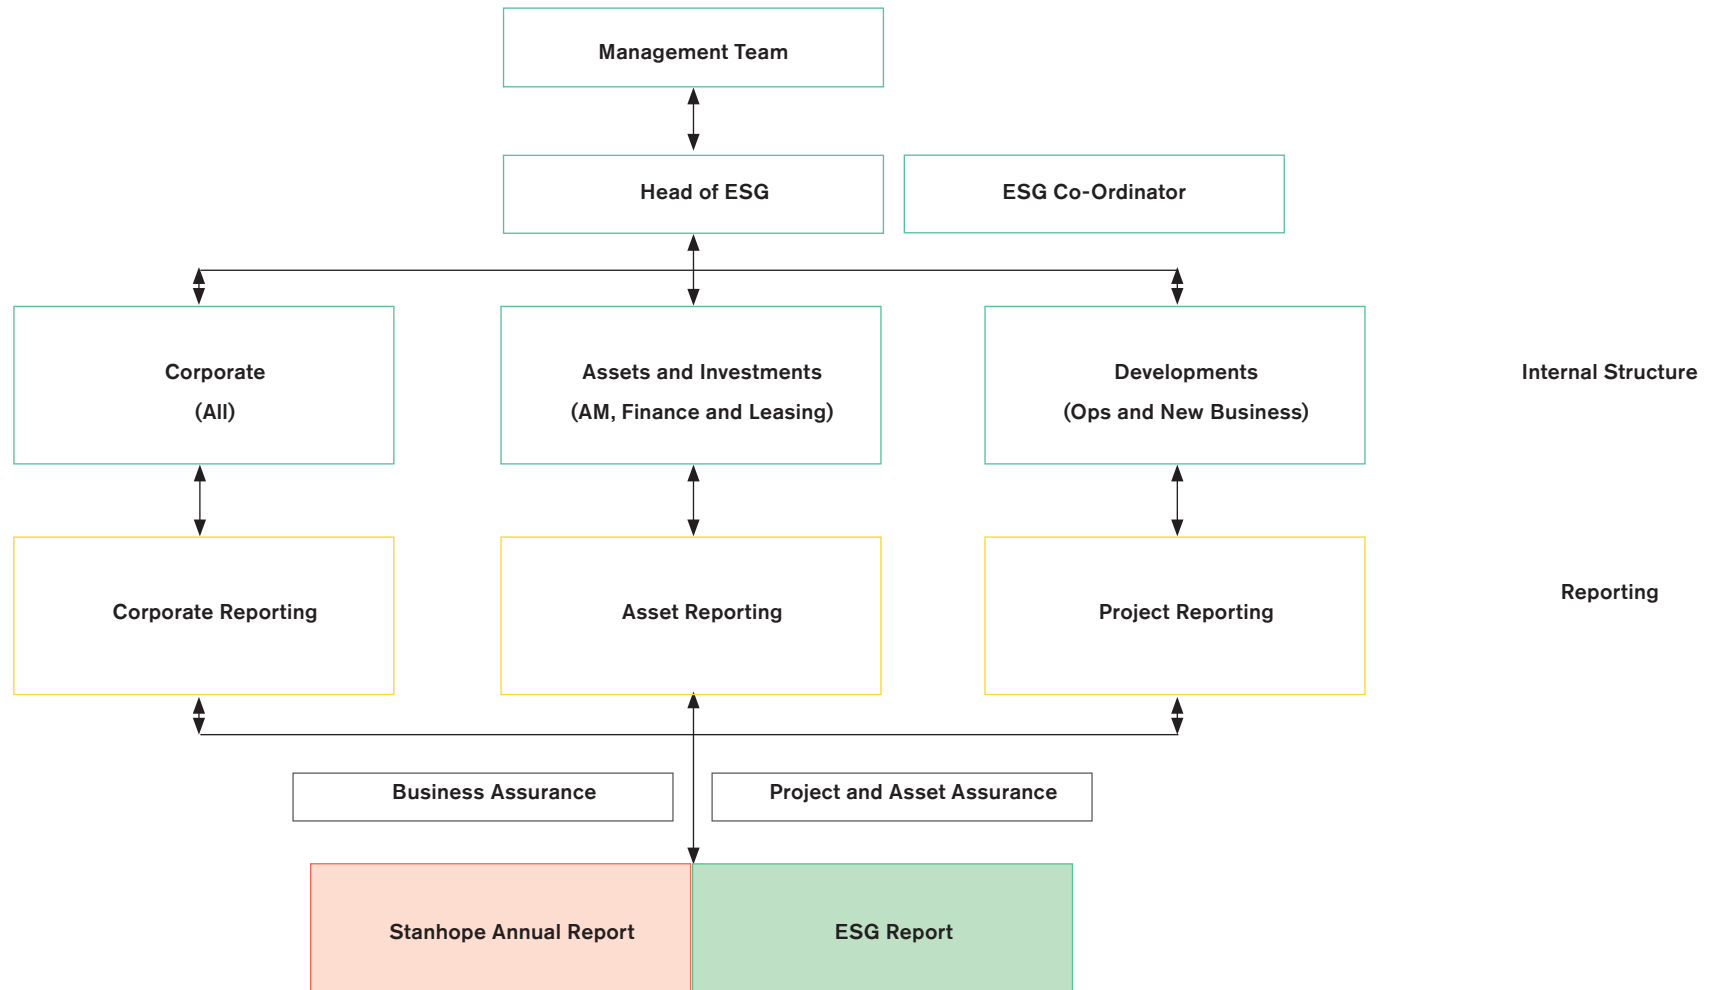 Management Team
Head of ESG
ESG Co-Ordinator
Corporate
(All)
Assets and Investments
(AM, Finance and Leasing)
Developments
(Ops and New Business)
Internal Structure
Corporate Reporting
Asset Reporting
Project Reporting
Reporting
Business Assurance
Project and Asset Assurance
Stanhope Annual Report
ESG Report